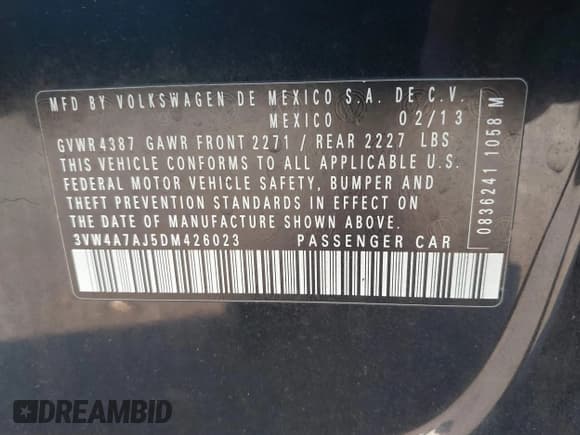 MFD BY VOLKSWAGEN DE MEXICO S.A. DE C.V.
MEXICO 02/13
GVWR 4387 GAWR FRONT 2271 / REAR 2227 LBS
THIS VEHICLE CONFORMS TO ALL APPLICABLE U.S.
FEDERAL MOTOR VEHICLE SAFETY, BUMPER AND
THEFT PREVENTION STANDARDS IN EFFECT ON
THE DATE OF MANUFACTURE SHOWN ABOVE.
3VW4A7AJ5DM426023 PASSENGER CAR
0836241 1058 M
DREAMBID